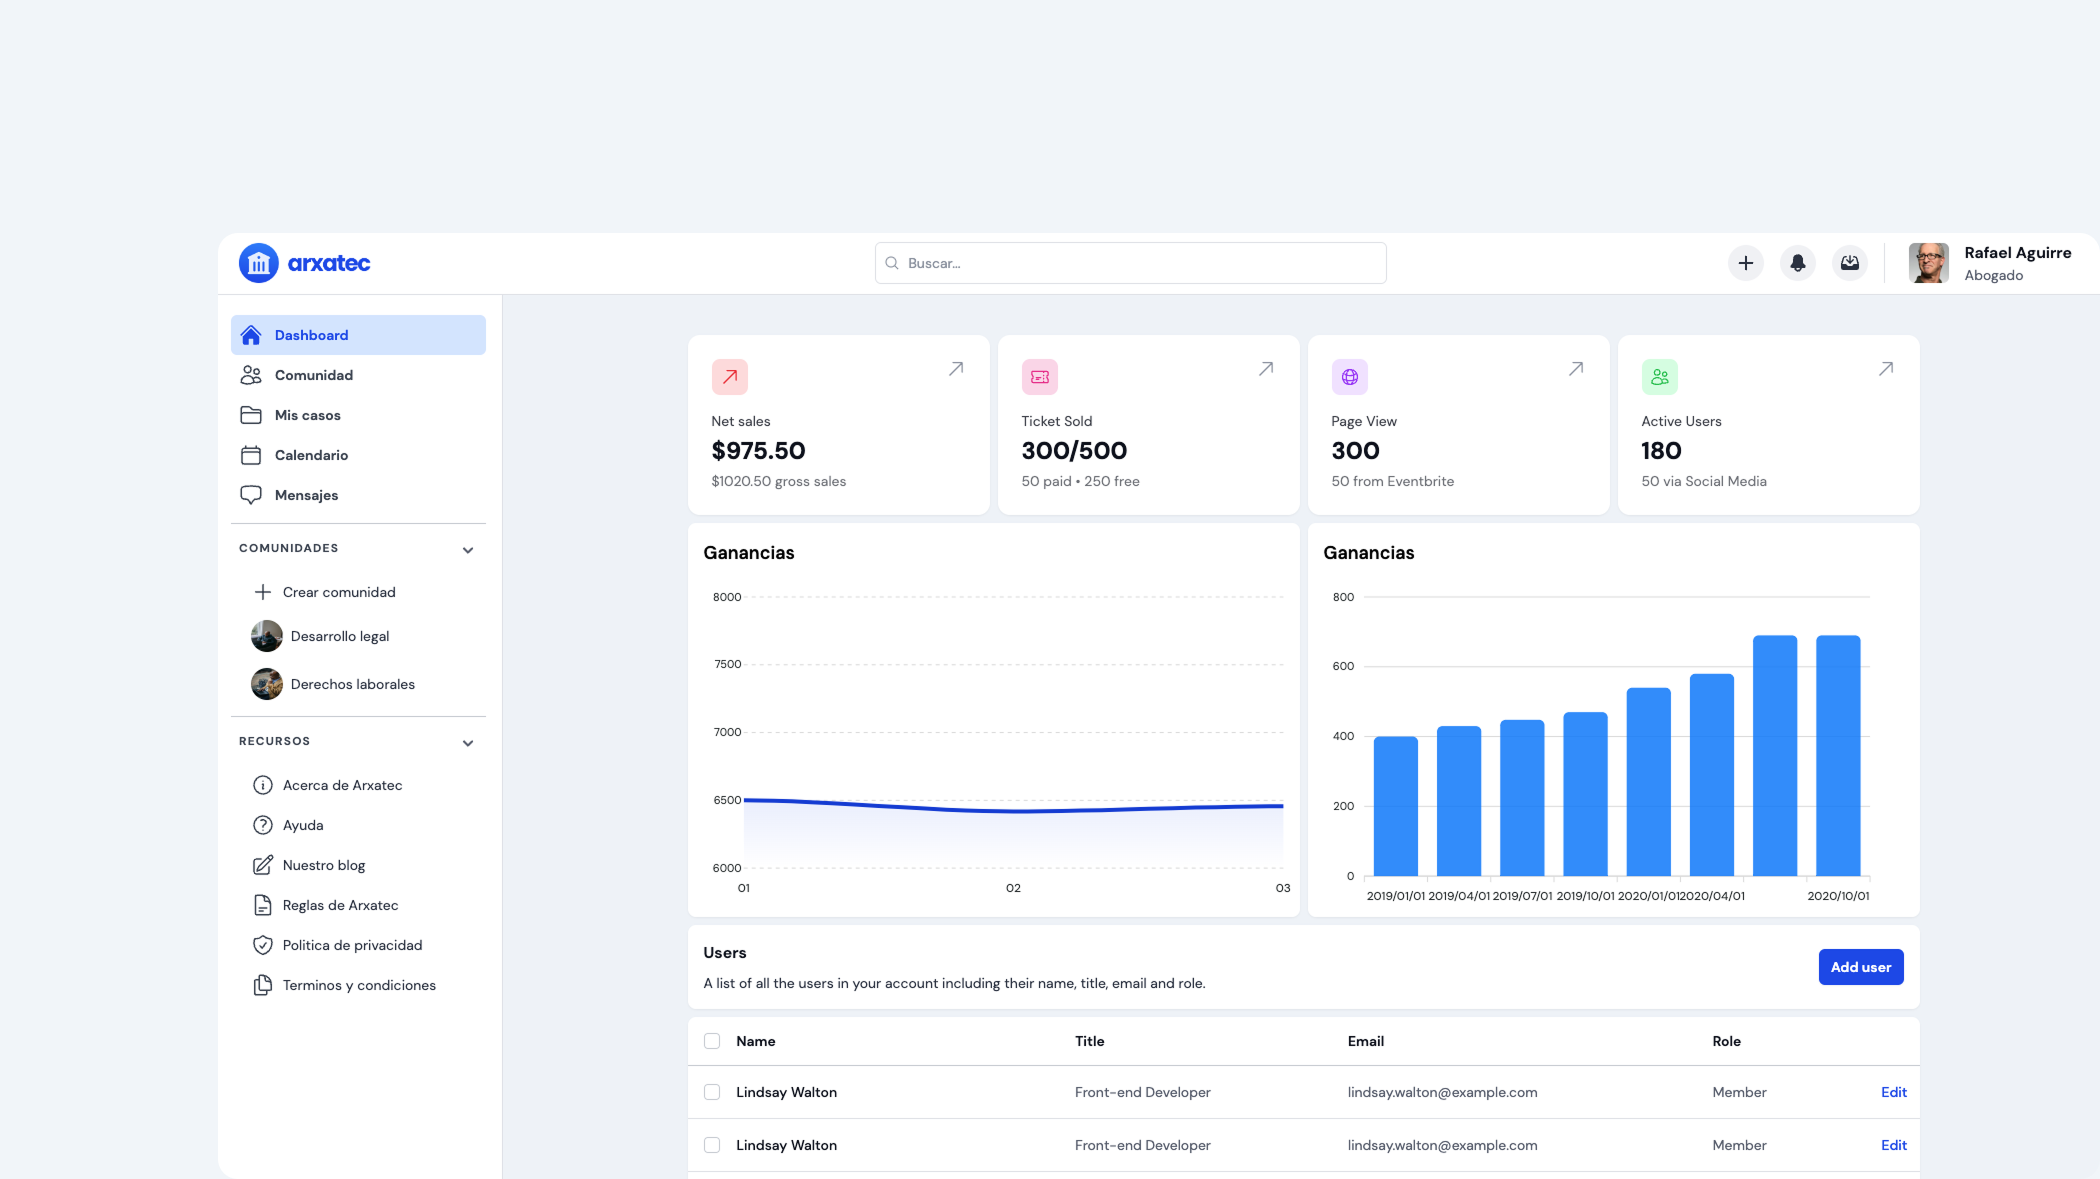 arxatec
Buscar...
Rafael Aguirre
Abogado
Dashboard
Comunidad
Mis casos
Calendario
Mensajes
COMUNIDADES
Crear comunidad
Desarrollo legal
Derechos laborales
RECURSOS
Acerca de Arxatec
Ayuda
Nuestro blog
Reglas de Arxatec
Politica de privacidad
Terminos y condiciones
Net sales
$975.50
$1020.50 gross sales
Ticket Sold
300/500
50 paid • 250 free
Page View
300
50 from Eventbrite
Active Users
180
50 via Social Media
Ganancias
8000
7500
7000
6500
6000
01 02 03
Ganancias
800
600
400
200
0
2019/01/01 2019/04/01 2019/07/01 2019/10/01 2020/01/01 2020/04/01 2020/10/01
Users
A list of all the users in your account including their name, title, email and role.
Add user
Name Title Email Role
Lindsay Walton Front-end Developer lindsay.walton@example.com Member Edit
Lindsay Walton Front-end Developer lindsay.walton@example.com Member Edit